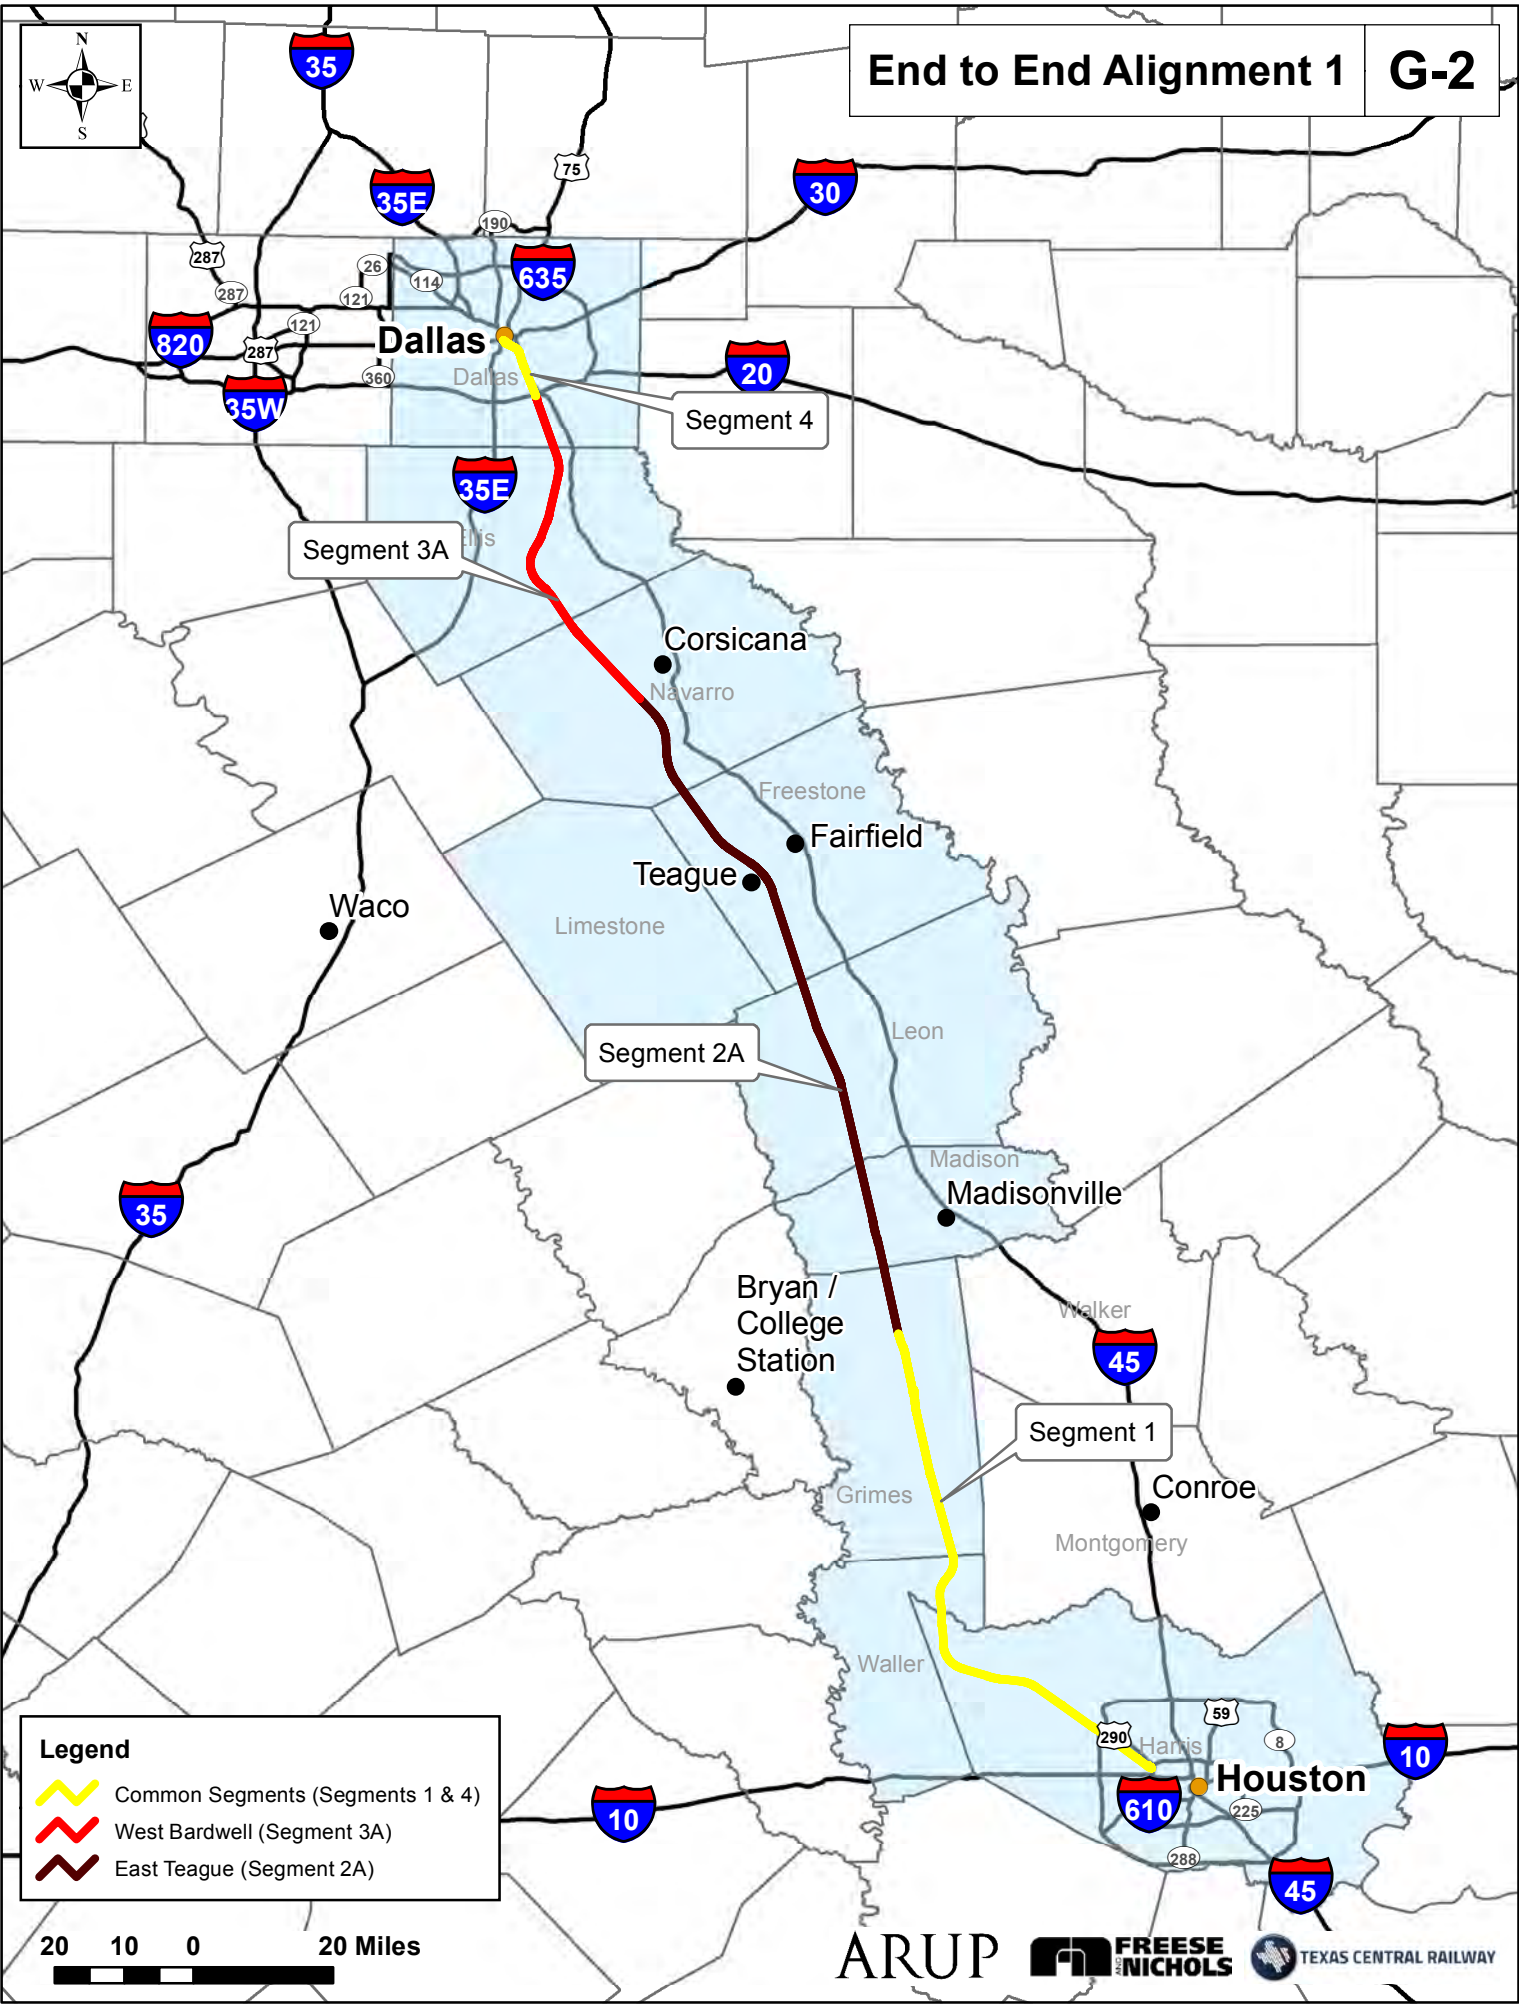 End to End Alignment 1
G-2
N
W E
S
35
75
35E
30
190
287
26
635
114
287
121
121
820
287
Dallas
360
20
Dallas
35W
Segment 4
35E
Ellis
Segment 3A
Corsicana
Navarro
Freestone
Fairfield
Teague
Waco
Limestone
Leon
Segment 2A
Madison
Madisonville
35
Bryan /
College
Station
Walker
45
Segment 1
Conroe
Grimes
Montgomery
Waller
59
290
8
Harris
10
Houston
610
225
10
288
45
Legend
Common Segments (Segments 1 & 4)
West Bardwell (Segment 3A)
East Teague (Segment 2A)
20 10 0 20 Miles
ARUP
FREESE
AND
NICHOLS
TEXAS CENTRAL RAILWAY